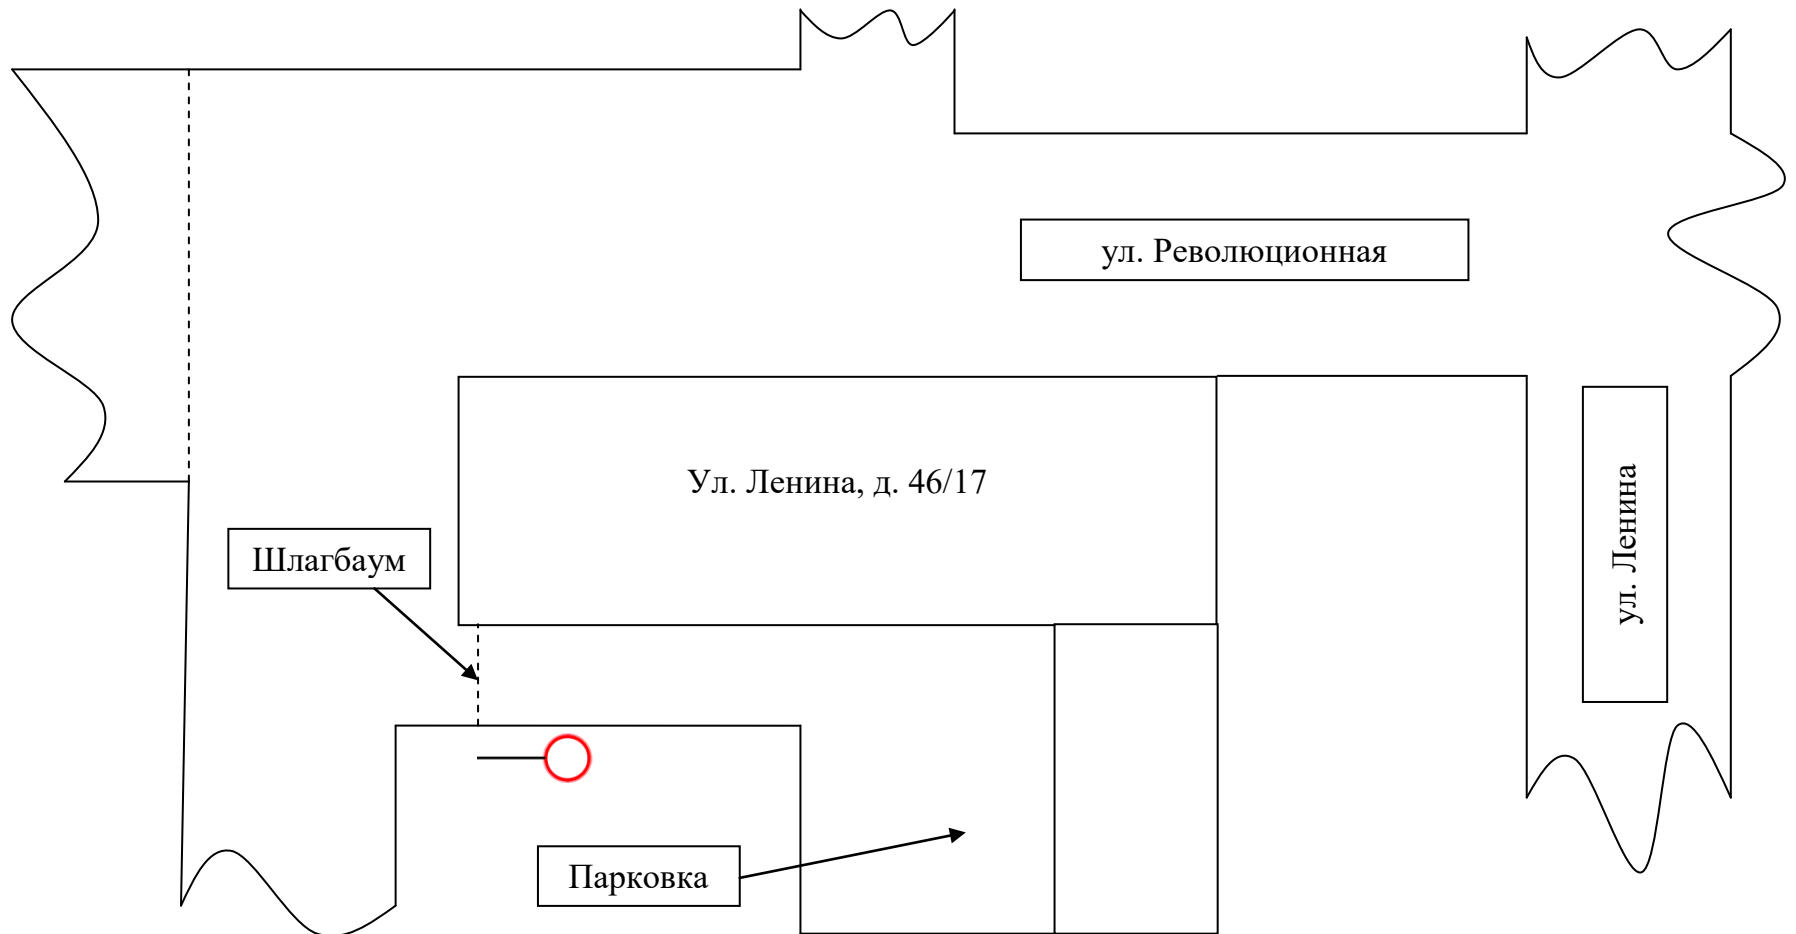 ул. Революционная
Ул. Ленина, д. 46/17
ул. Ленина
Шлагбаум
Парковка